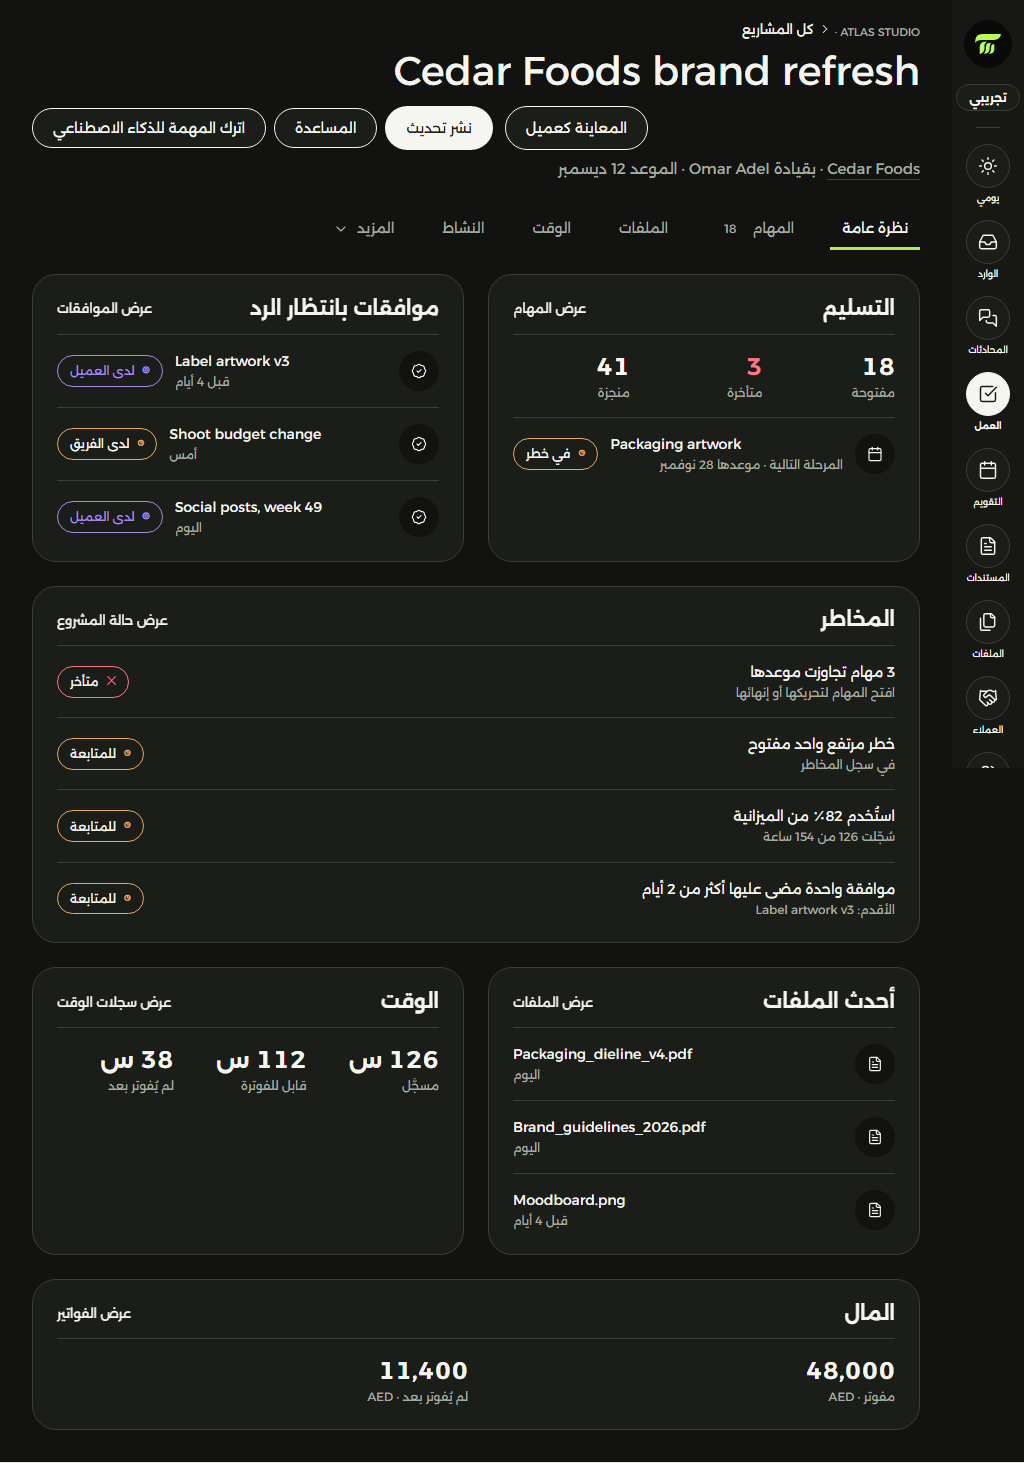 تجريبي
يومي
الوارد
المحادثات
العمل
التقويم
المستندات
الملفات
العملاء
ATLAS STUDIO · كل المشاريع
Cedar Foods brand refresh
المعاينة كعميل
نشر تحديث
المساعدة
اترك المهمة للذكاء الاصطناعي
Cedar Foods · بقيادة Omar Adel · الموعد 12 ديسمبر
نظرة عامة
المهام 18
الملفات
الوقت
النشاط
المزيد
التسليم
عرض المهام
18
مفتوحة
3
متأخرة
41
منجزة
Packaging artwork
المرحلة التالية · موعدها 28 نوفمبر
في خطر
موافقات بانتظار الرد
عرض الموافقات
Label artwork v3
قبل 4 أيام
لدى العميل
Shoot budget change
أمس
لدى الفريق
Social posts, week 49
اليوم
لدى العميل
المخاطر
عرض حالة المشروع
3 مهام تجاوزت موعدها
افتح المهام لتحريكها أو إنهائها
متأخر
خطر مرتفع واحد مفتوح
في سجل المخاطر
للمتابعة
استُخدم 82٪ من الميزانية
سُجّلت 126 من 154 ساعة
للمتابعة
موافقة واحدة مضى عليها أكثر من 2 أيام
الأقدم: Label artwork v3
للمتابعة
أحدث الملفات
عرض الملفات
Packaging_dieline_v4.pdf
اليوم
Brand_guidelines_2026.pdf
اليوم
Moodboard.png
قبل 4 أيام
الوقت
عرض سجلات الوقت
126 س
مسجَّل
112 س
قابل للفوترة
38 س
لم يُفوتر بعد
المال
عرض الفواتير
48,000
مفوتر · AED
11,400
لم يُفوتر بعد · AED